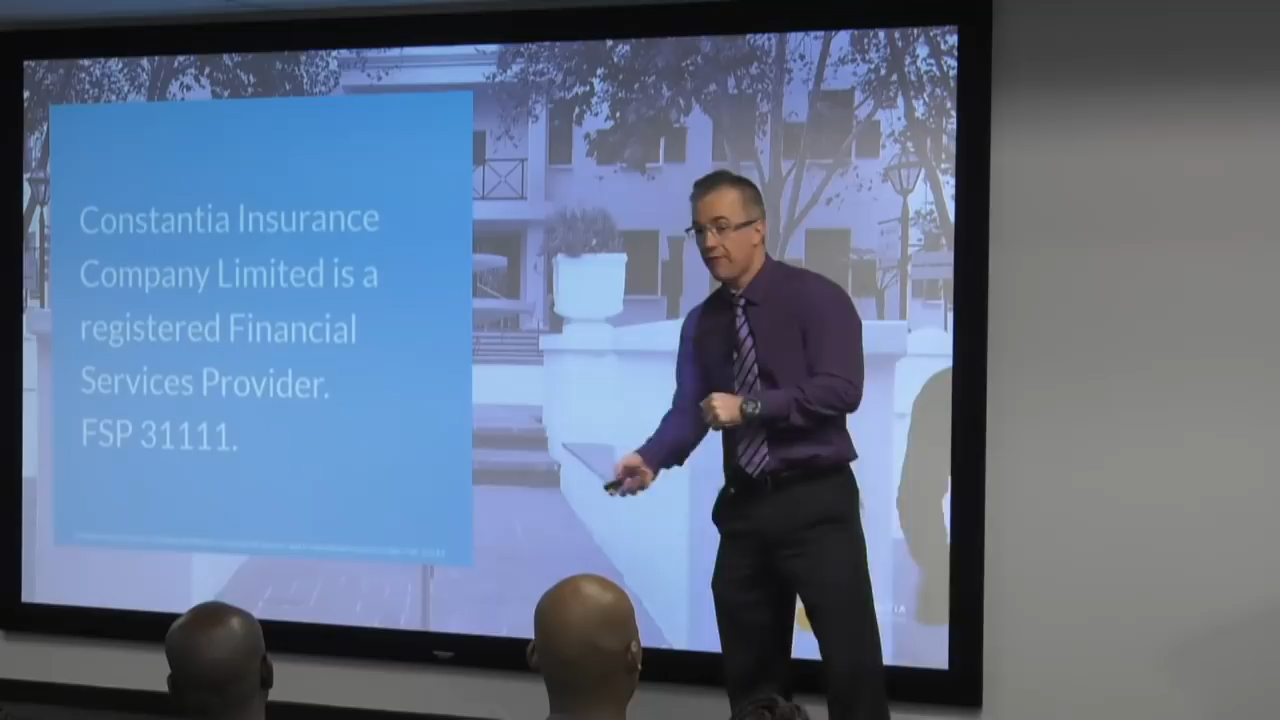 Constantia Insurance
Company Limited is a
registered Financial
Services Provider.
FSP 31111.